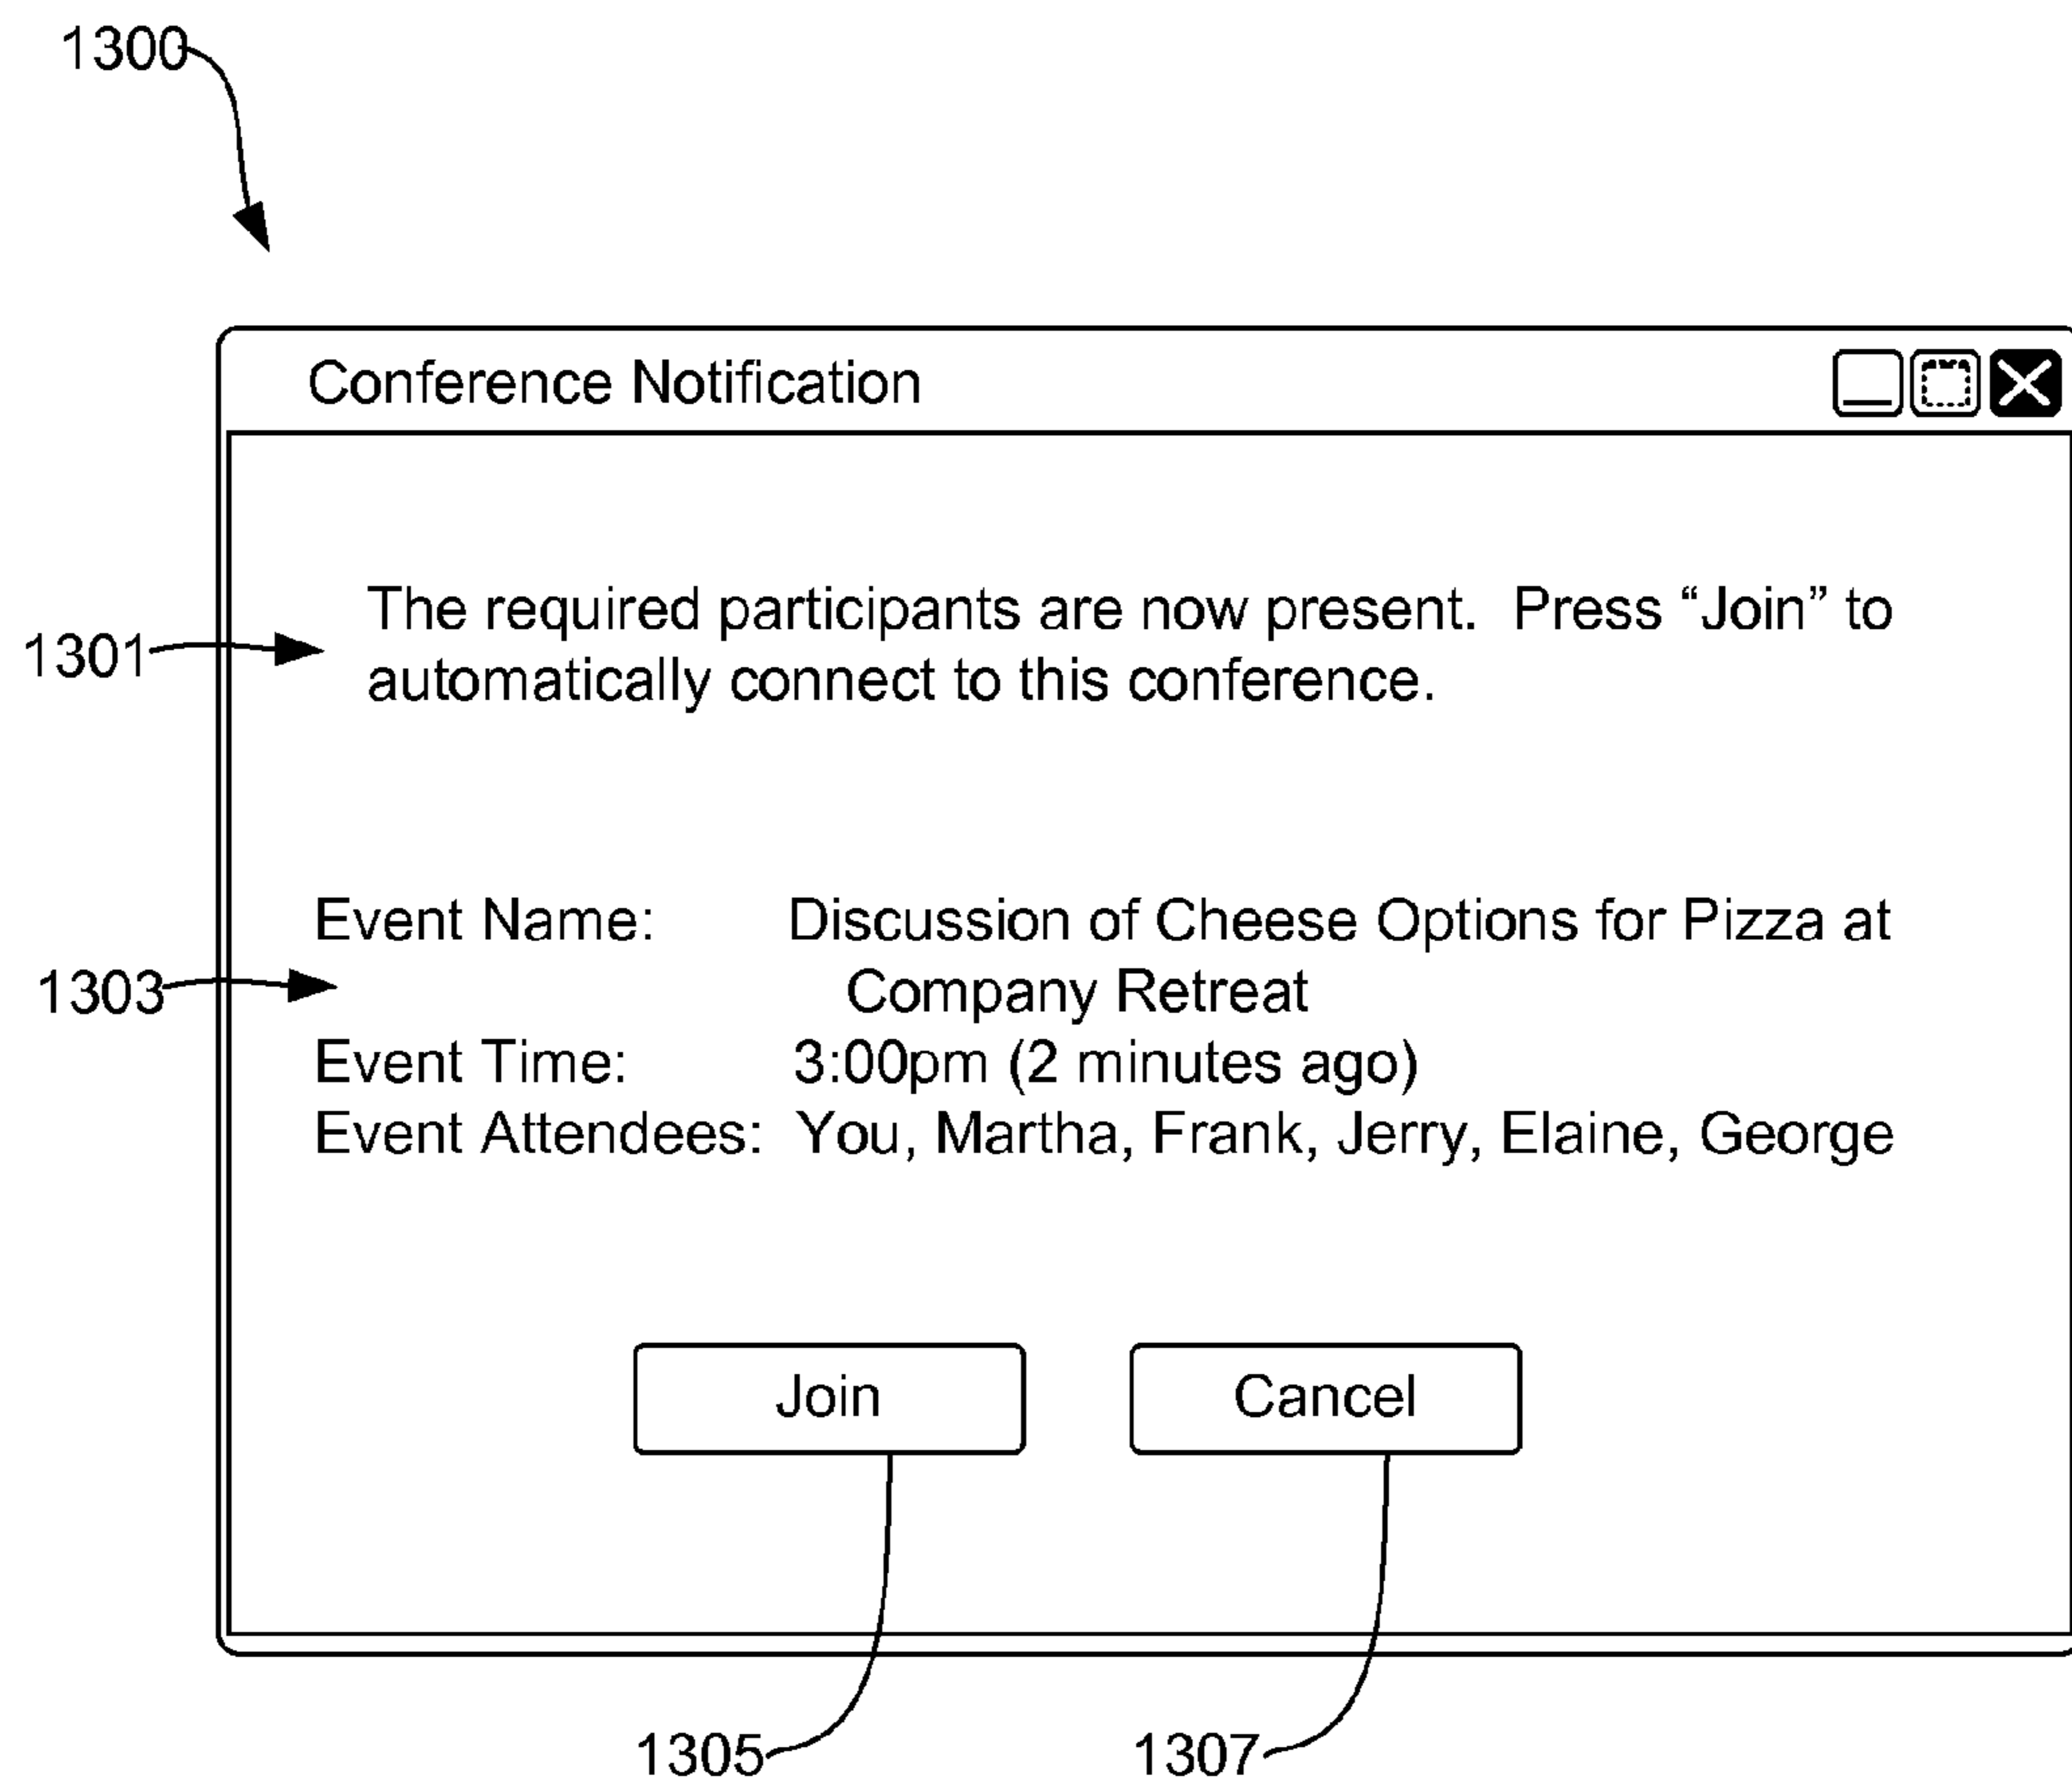 1300
Conference Notification
The required participants are now present.  Press “Join” to
1301
automatically connect to this conference.
Event Name: Discussion of Cheese Options for Pizza at
1303
Company Retreat
Event Time: 3:00pm (2 minutes ago)
Event Attendees: You, Martha, Frank, Jerry, Elaine, George
Join Cancel
1305 1307